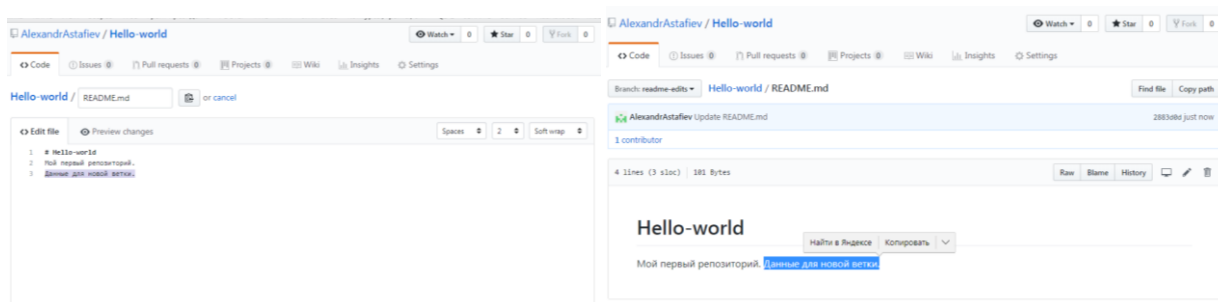 AlexandrAstafiev / Hello-world
Watch 0 Star 0 Fork 0
Code Issues 0 Pull requests 0 Projects 0 Wiki Insights Settings
Hello-world / README.md or cancel
Edit file Preview changes Spaces 2 Soft wrap
1 # Hello-world
2 Мой первый репозиторий.
3 Данные для новой ветки.
AlexandrAstafiev / Hello-world
Watch 0 Star 0 Fork 0
Code Issues 0 Pull requests 0 Projects 0 Wiki Insights Settings
Branch: readme-edits Hello-world / README.md Find file Copy path
AlexandrAstafiev Update README.md 2883d0d just now
1 contributor
4 lines (3 sloc) 101 Bytes Raw Blame History
Hello-world
Найти в Яндексе Копировать
Мой первый репозиторий. Данные для новой ветки.